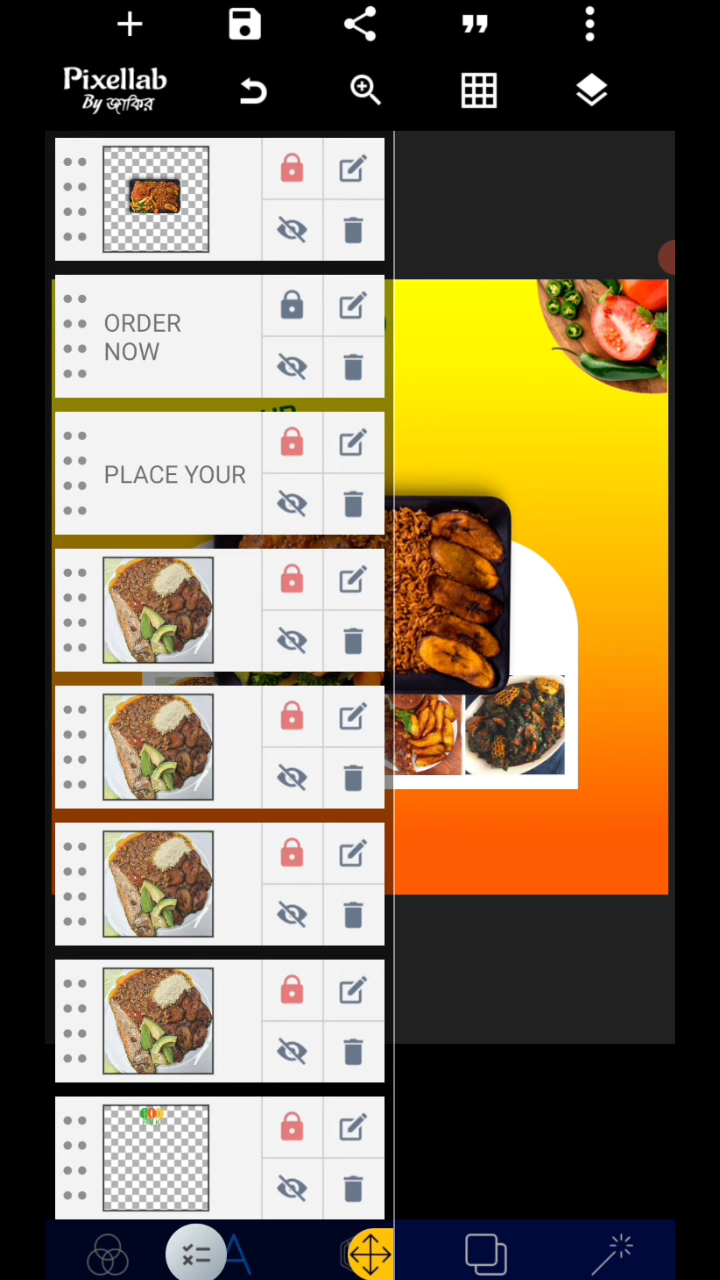 Pixellab
By জাকির
ORDER
NOW
PLACE YOUR